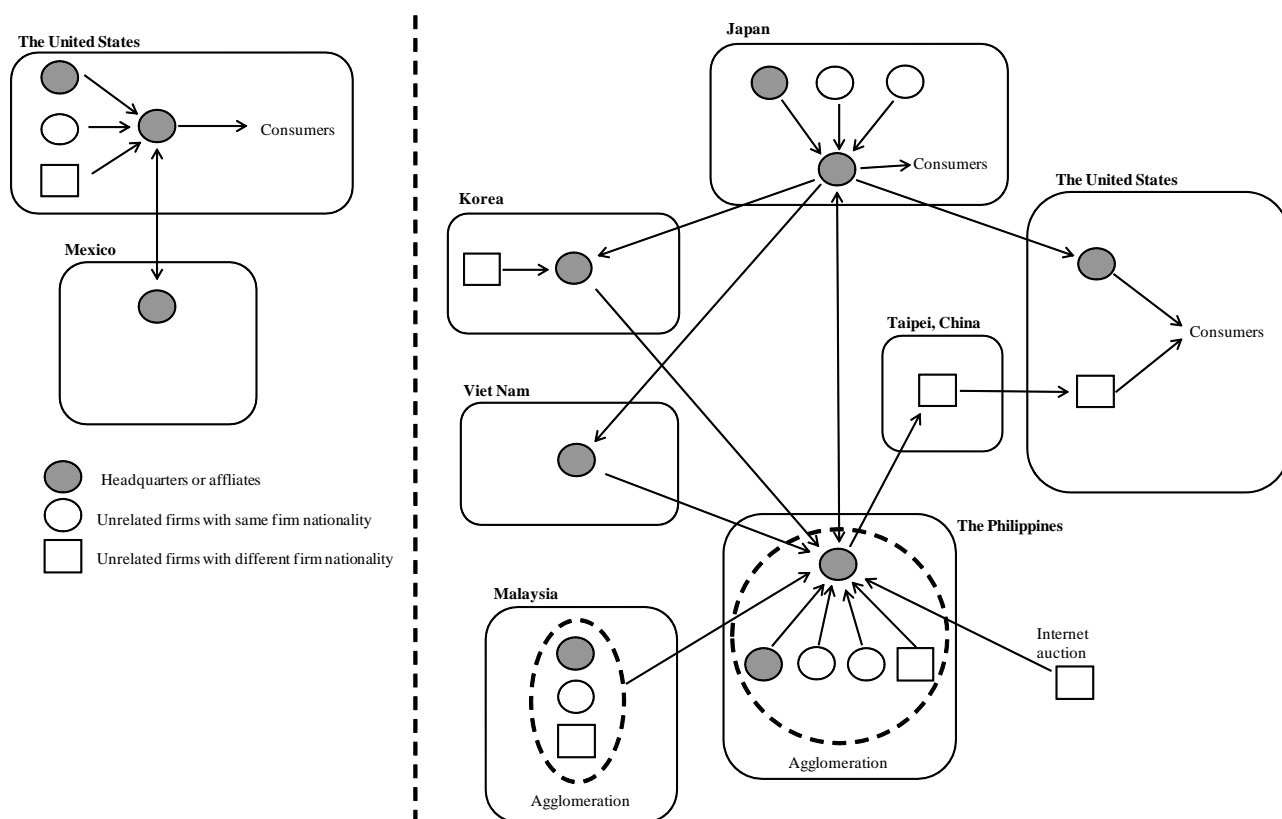 The United States
Consumers
Mexico
Headquarters or affliates
Unrelated firms with same firm nationality
Unrelated firms with different firm nationality
Japan
Consumers
Korea
The United States
Consumers
Taipei, China
Viet Nam
The Philippines
Malaysia
Internet
auction
Agglomeration
Agglomeration